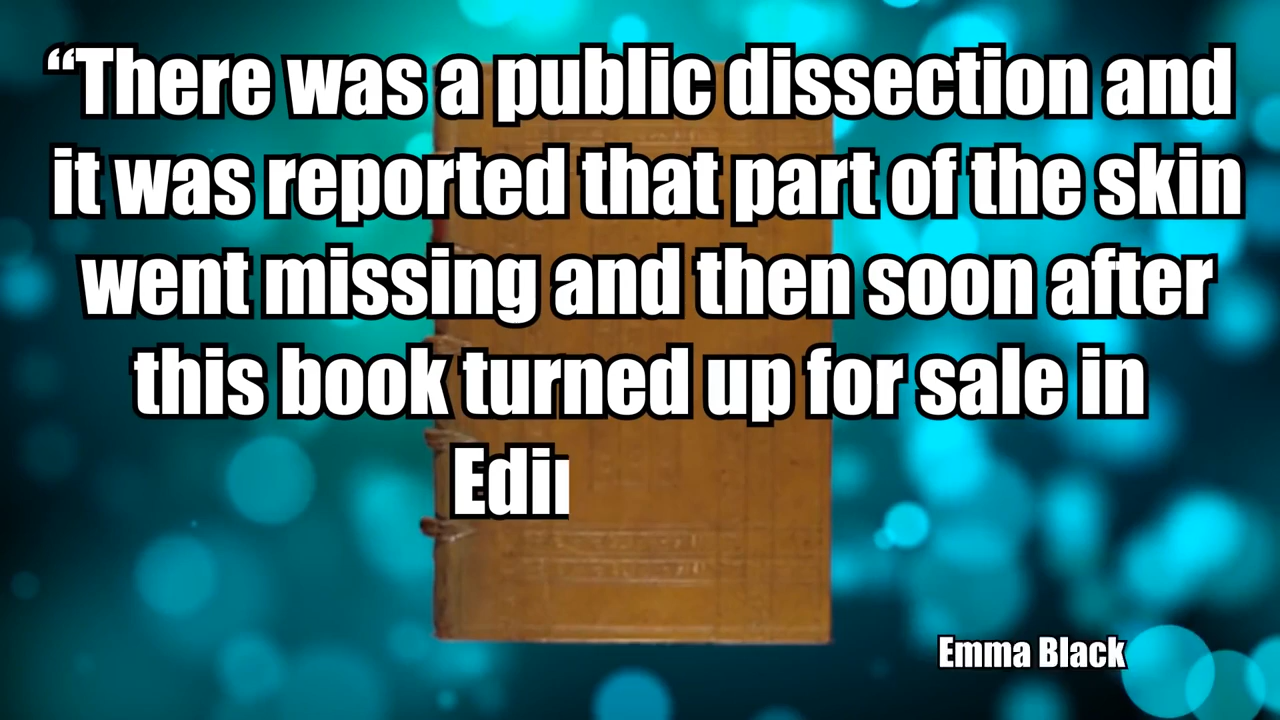 “There was a public dissection and
it was reported that part of the skin
went missing and then soon after
this book turned up for sale in
Edi
Emma Black